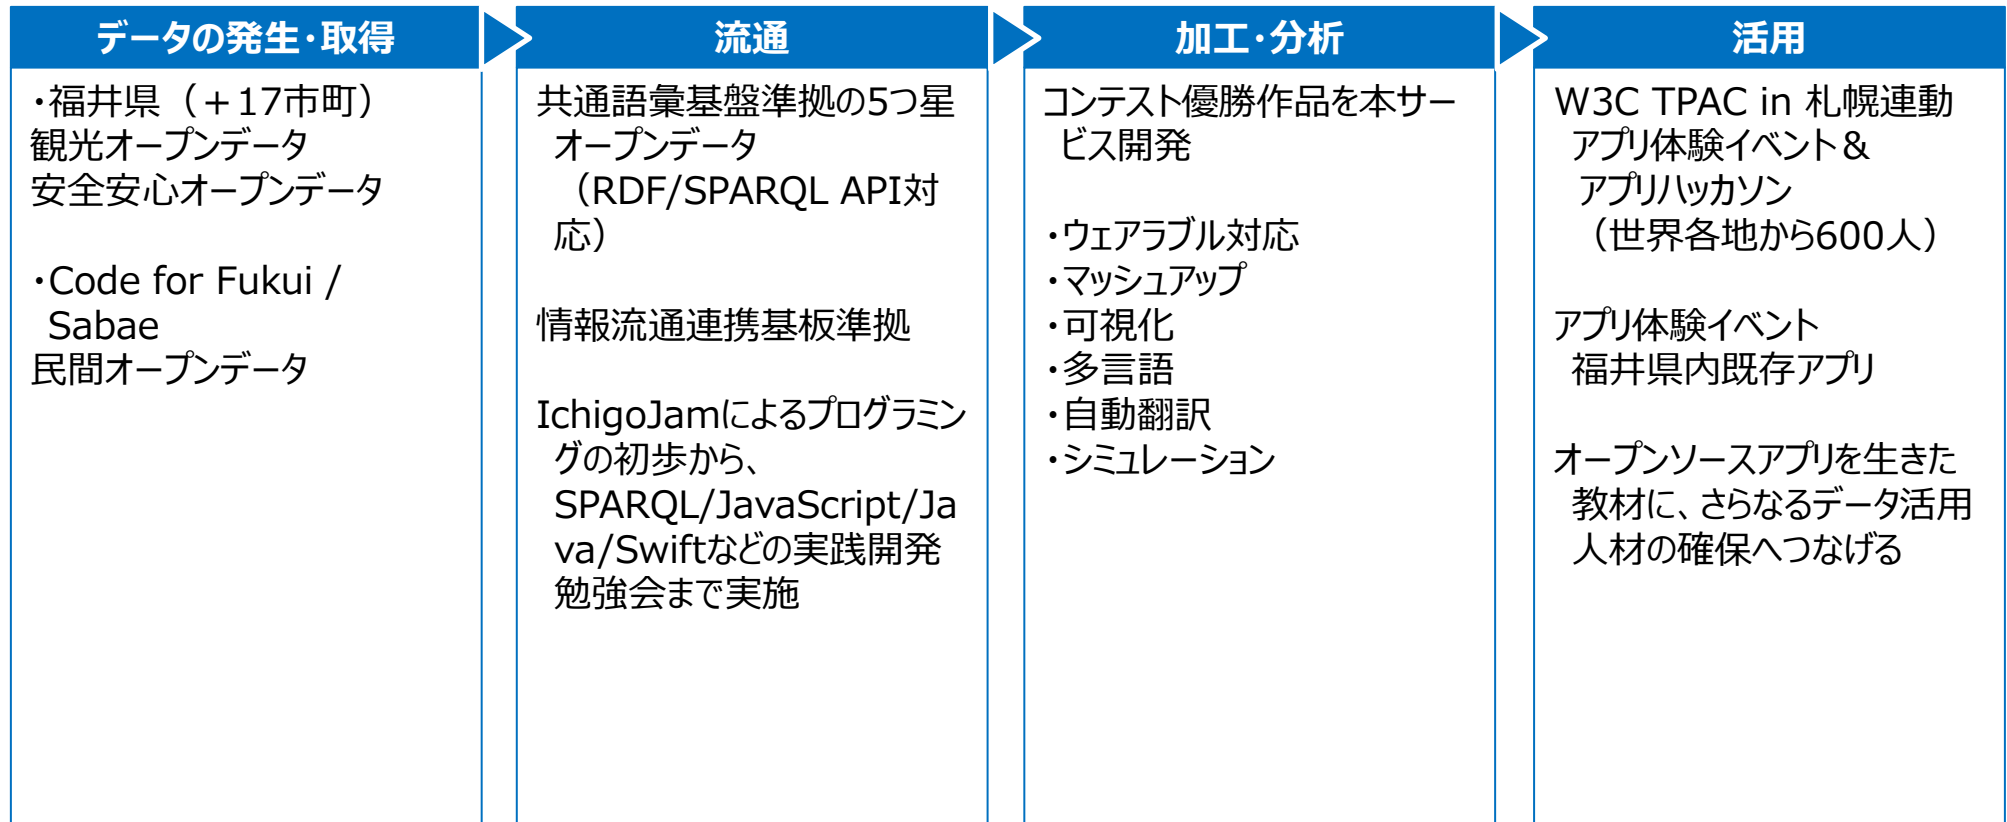 データの発生・取得
・福井県（＋17市町）
観光オープンデータ
安全安心オープンデータ
・Code for Fukui /
Sabae
民間オープンデータ
流通
共通語彙基盤準拠の5つ星
オープンデータ
（RDF/SPARQL API対
応）
情報流通連携基板準拠
IchigoJamによるプログラミン
グの初歩から、
SPARQL/JavaScript/Ja
va/Swiftなどの実践開発
勉強会まで実施
加工・分析
コンテスト優勝作品を本サー
ビス開発
・ウェアラブル対応
・マッシュアップ
・可視化
・多言語
・自動翻訳
・シミュレーション
活用
W3C TPAC in 札幌連動
アプリ体験イベント＆
アプリハッカソン
（世界各地から600人）
アプリ体験イベント
福井県内既存アプリ
オープンソースアプリを生きた
教材に、さらなるデータ活用
人材の確保へつなげる